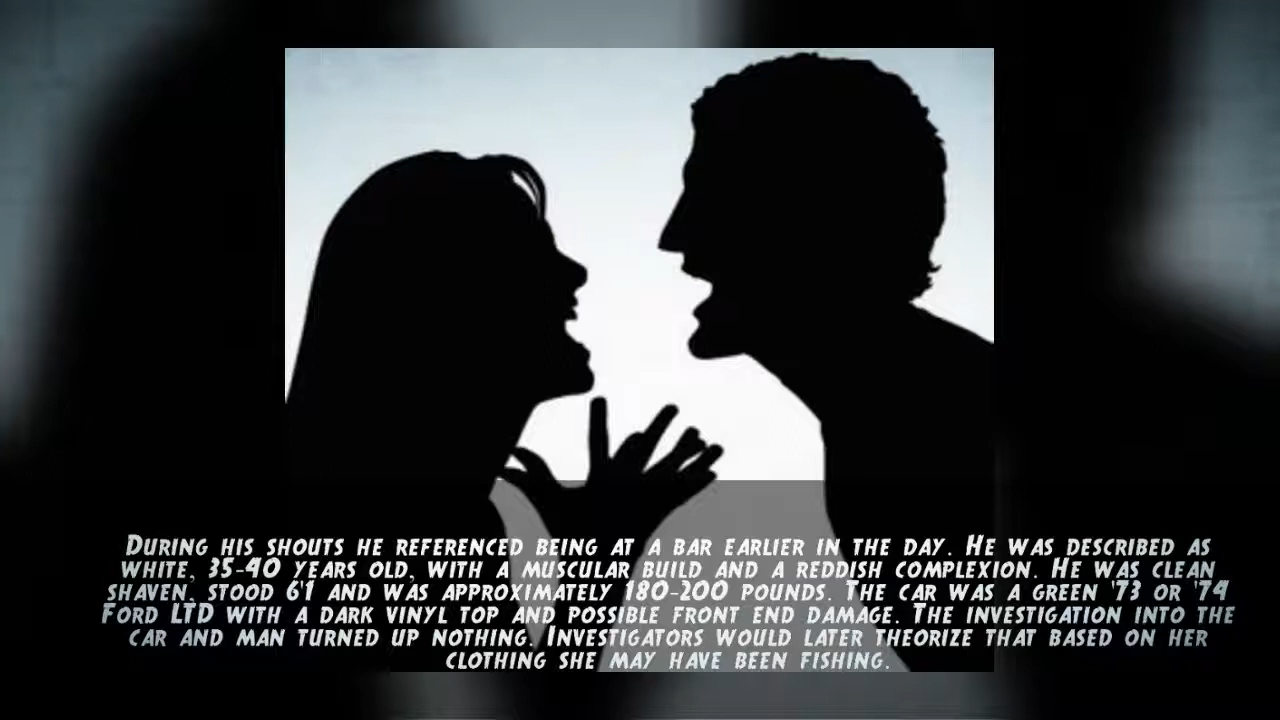 During his shouts he referenced being at a bar earlier in the day. He was described as
white, 35-40 years old, with a muscular build and a reddish complexion. He was clean
shaven, stood 6'1 and was approximately 180-200 pounds. The car was a green '73 or '74
Ford LTD with a dark vinyl top and possible front end damage. The investigation into the
car and man turned up nothing. Investigators would later theorize that based on her
clothing she may have been fishing.